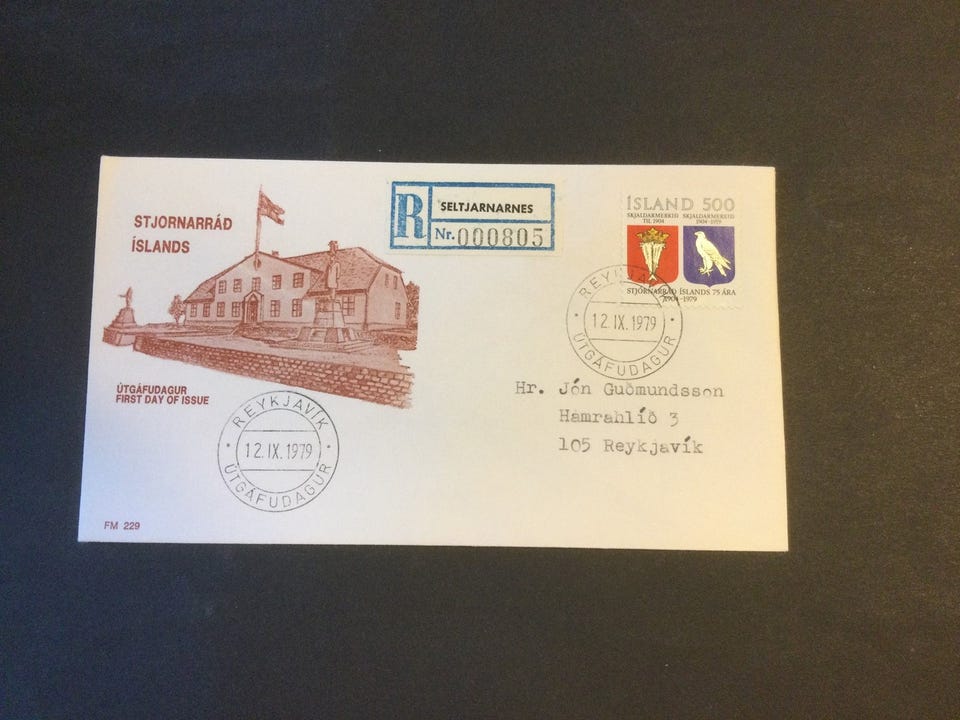 STJORNARRÁÐ
ÍSLANDS
R
SELTJARNARNES
Nr. 000805
ÍSLAND 500
SKJALDARMERKIÐ
TIL 1904
SKJALDARMERKIÐ
1904-1919
STJÓRNARRÁÐ ÍSLANDS 75 ÁRA
1904-1979
REYKJAVÍK
12.IX.1979
ÚTGÁFUDAGUR
Hr. Jón Guðmundsson
Hamrahlíð 3
105 Reykjavík
ÚTGÁFUDAGUR
FIRST DAY OF ISSUE
REYKJAVÍK
12.IX.1979
ÚTGÁFUDAGUR
FM 229